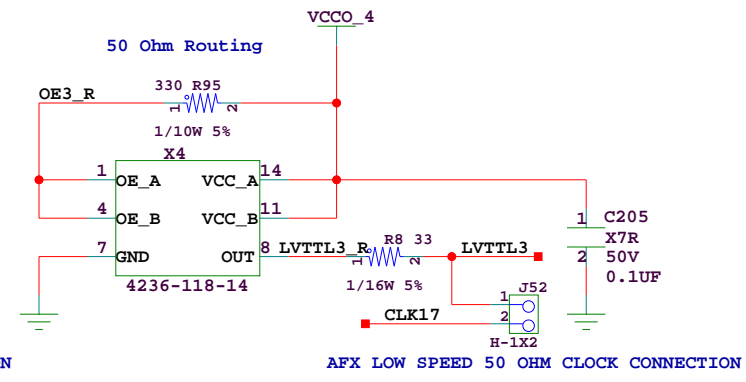 VCCO_4
50 Ohm Routing
OE3_R
330 R95
1 2
1/10W 5%
X4
1 OE_A VCC_A 14
4 OE_B VCC_B 11
7 GND OUT 8
4236-118-14
LVTTL3_R
R8 33
1 2
1/16W 5%
LVTTL3
1 C205
X7R
2 50V
0.1UF
J52
1
2
CLK17
H-1X2
N
AFX LOW SPEED 50 OHM CLOCK CONNECTION